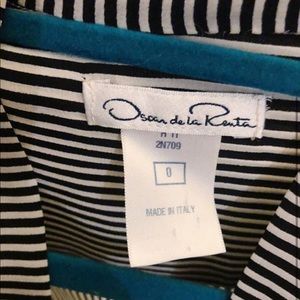 Oscar de la Renta
H 11
2N709
0
MADE IN ITALY